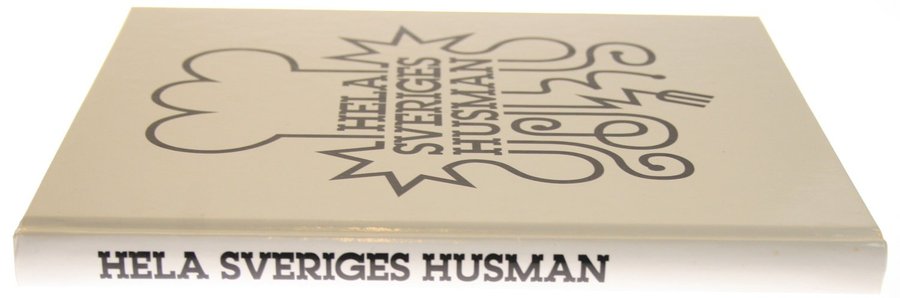 HELA
SVERIGES
HUSMAN
HELA SVERIGES HUSMAN